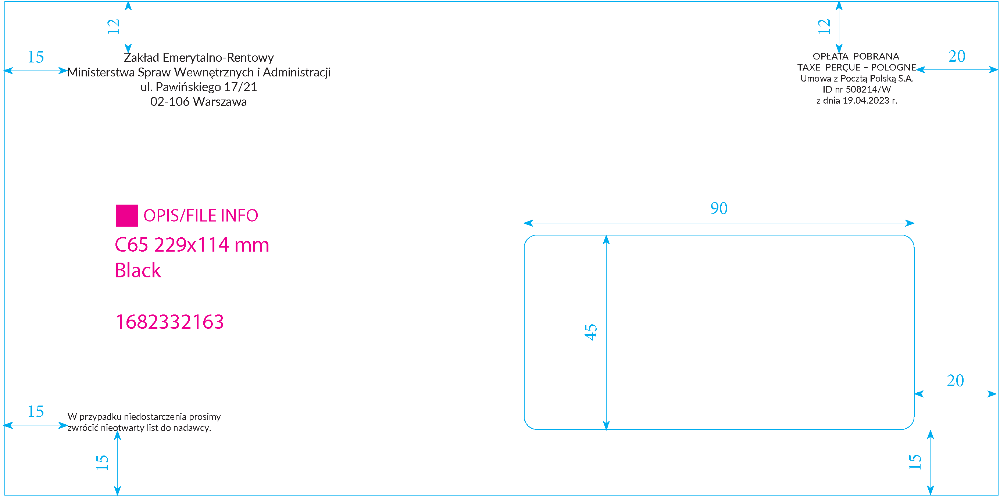 12
12
15
Zakład Emerytalno-Rentowy
Ministerstwa Spraw Wewnętrznych i Administracji
ul. Pawińskiego 17/21
02-106 Warszawa
OPŁATA POBRANA
TAXE PERÇUE – POLOGNE
Umowa z Pocztą Polską S.A.
ID nr 508214/W
z dnia 19.04.2023 r.
20
OPIS/FILE INFO
C65 229x114 mm
Black
1682332163
90
45
20
15
W przypadku niedostarczenia prosimy
zwrócić nieotwarty list do nadawcy.
15
15